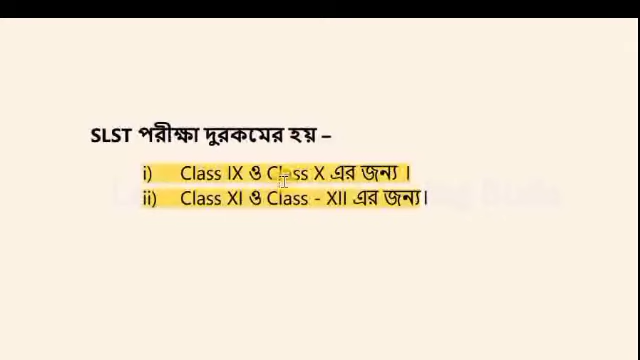 SLST পরীক্ষা দুরকমের হয় –
i) Class IX ও Class X এর জন্য ।
ii) Class XI ও Class - XII এর জন্য।